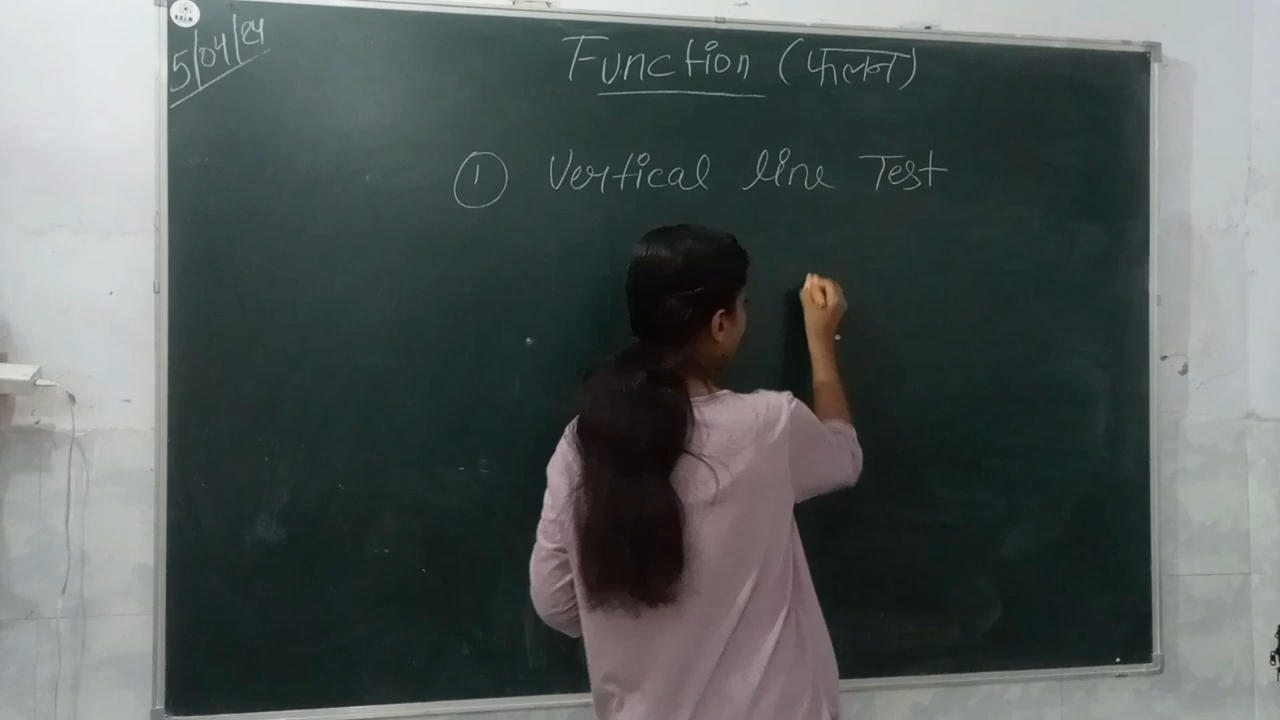 5/04/24
Function (फलन)
① Vertical line Test